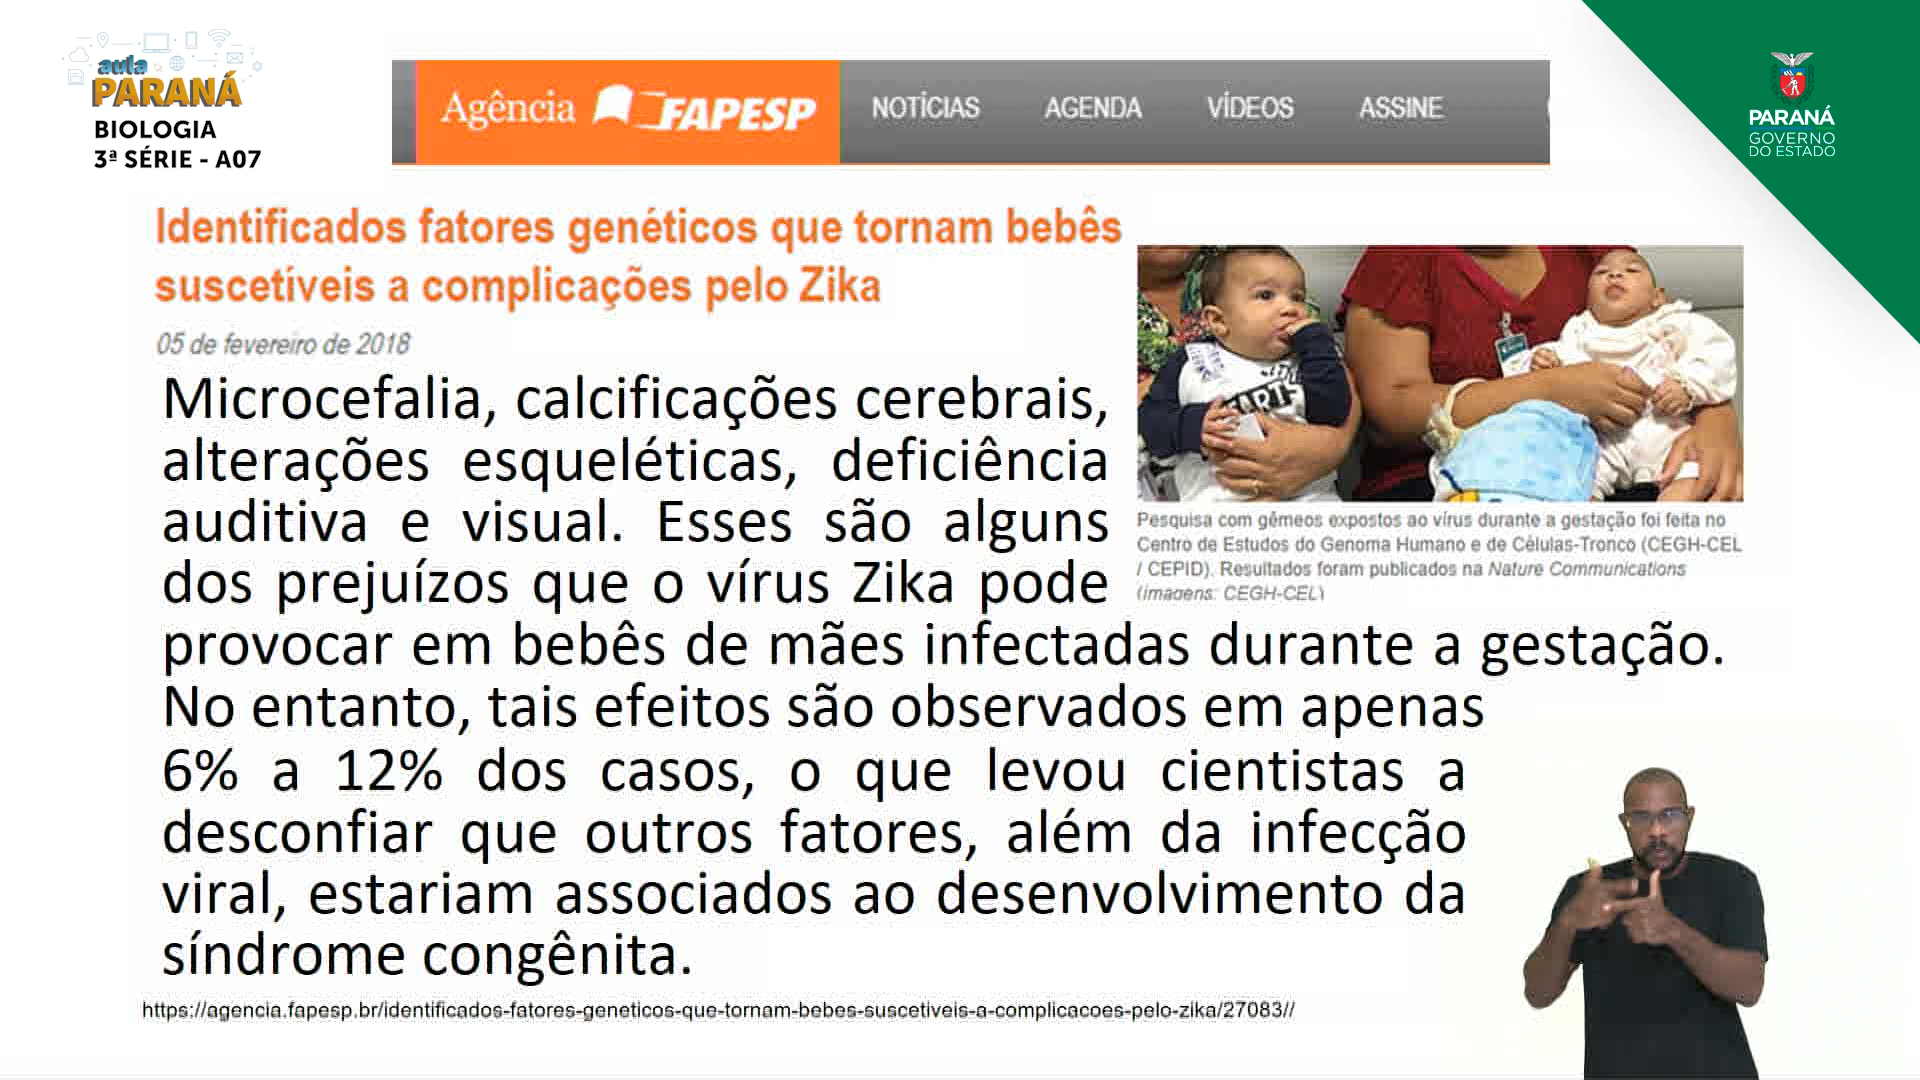 aula
PARANÁ
BIOLOGIA
3ª SÉRIE - A07
Agência FAPESP
NOTÍCIAS AGENDA VÍDEOS ASSINE
PARANÁ
GOVERNO
DO ESTADO
Identificados fatores genéticos que tornam bebês
suscetíveis a complicações pelo Zika
05 de fevereiro de 2018
Microcefalia, calcificações cerebrais,
alterações esqueléticas, deficiência
auditiva e visual. Esses são alguns
dos prejuízos que o vírus Zika pode
provocar em bebês de mães infectadas durante a gestação.
No entanto, tais efeitos são observados em apenas
6% a 12% dos casos, o que levou cientistas a
desconfiar que outros fatores, além da infecção
viral, estariam associados ao desenvolvimento da
síndrome congênita.
Pesquisa com gêmeos expostos ao vírus durante a gestação foi feita no
Centro de Estudos do Genoma Humano e de Células-Tronco (CEGH-CEL
/ CEPID). Resultados foram publicados na Nature Communications
(imagens: CEGH-CEL)
https://agencia.fapesp.br/identificados-fatores-geneticos-que-tornam-bebes-suscetiveis-a-complicacoes-pelo-zika/27083//